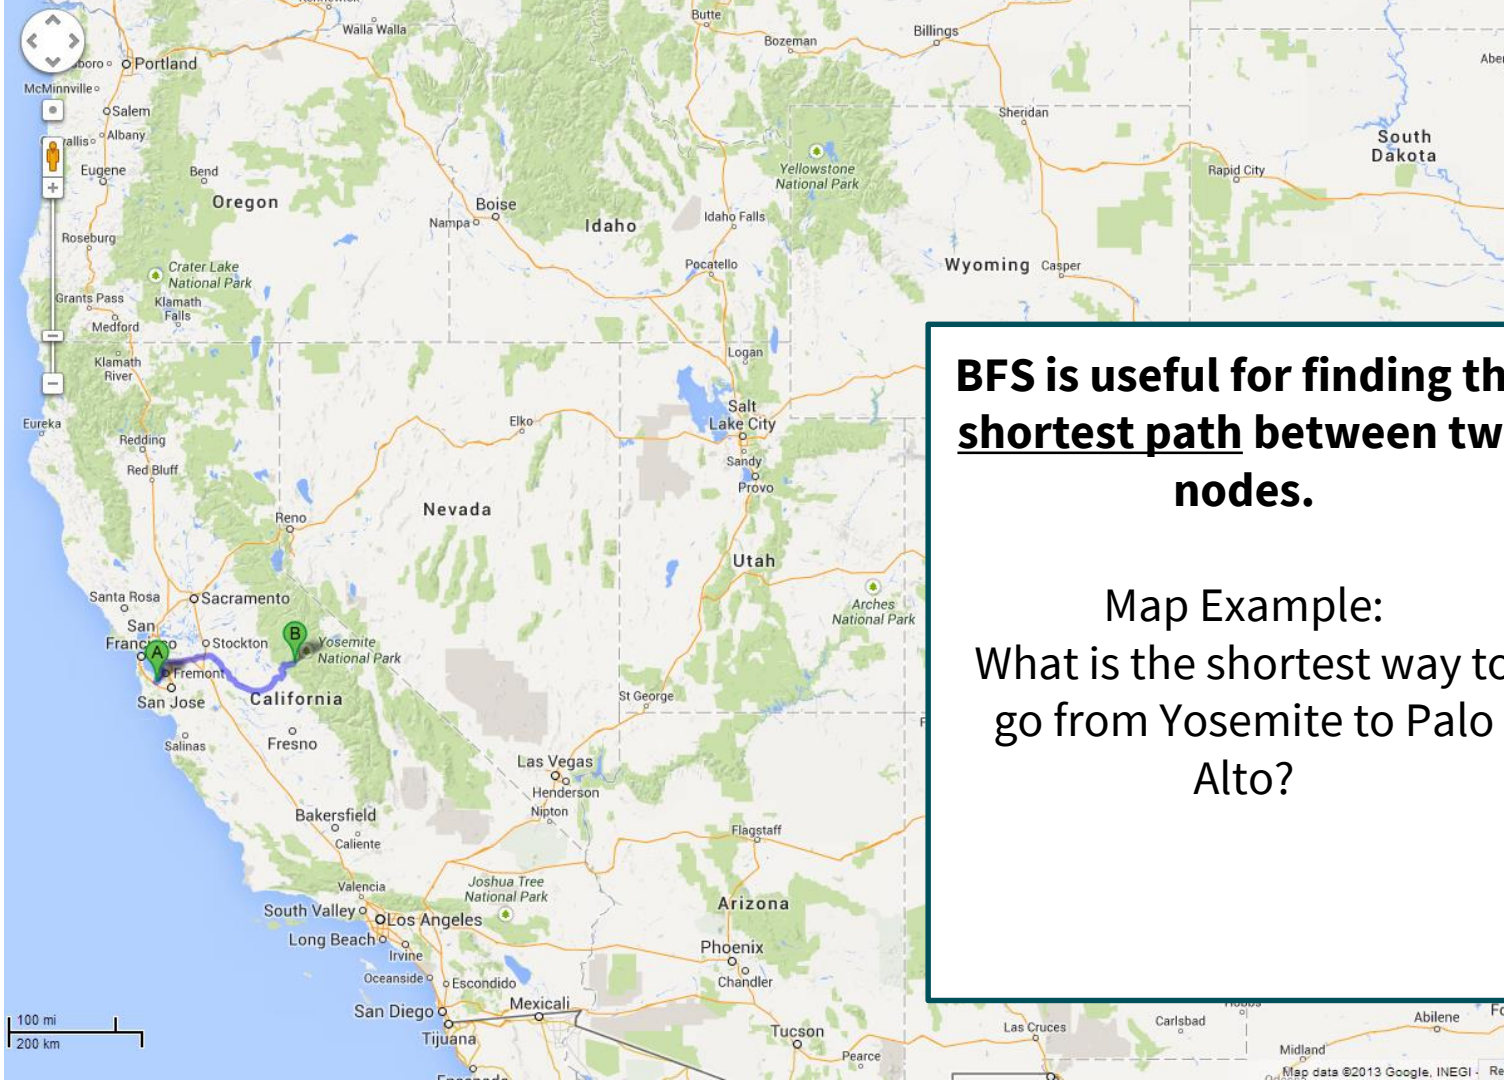 Butte
Walla Walla
Bozeman
Billings
Portland
McMinnville
Salem
Albany
Eugene
Bend
Oregon
Boise
Nampa
Idaho
Idaho Falls
Yellowstone
National Park
Sheridan
South
Dakota
Rapid City
Roseburg
Crater Lake
National Park
Pocatello
Wyoming
Casper
Grants Pass
Klamath
Falls
Medford
Klamath
River
Logan
BFS is useful for finding th
shortest path between tw
nodes.
Map Example:
What is the shortest way to
go from Yosemite to Palo
Alto?
Eureka
Redding
Red Bluff
Elko
Salt
Lake City
Sandy
Provo
Reno
Nevada
Utah
Arches
National Park
Santa Rosa
Sacramento
San
Francisco
Stockton
A
B
Yosemite
National Park
Fremont
San Jose
California
St George
Salinas
Fresno
Las Vegas
Henderson
Nipton
Bakersfield
Caliente
Flagstaff
Valencia
Joshua Tree
National Park
South Valley
Los Angeles
Arizona
Long Beach
Irvine
Phoenix
Chandler
Oceanside
Escondido
San Diego
Mexicali
Tijuana
Tucson
Pearce
Las Cruces
Carlsbad
Abilene
Midland
100 mi
200 km
Map data ©2013 Google, INEGI - Re